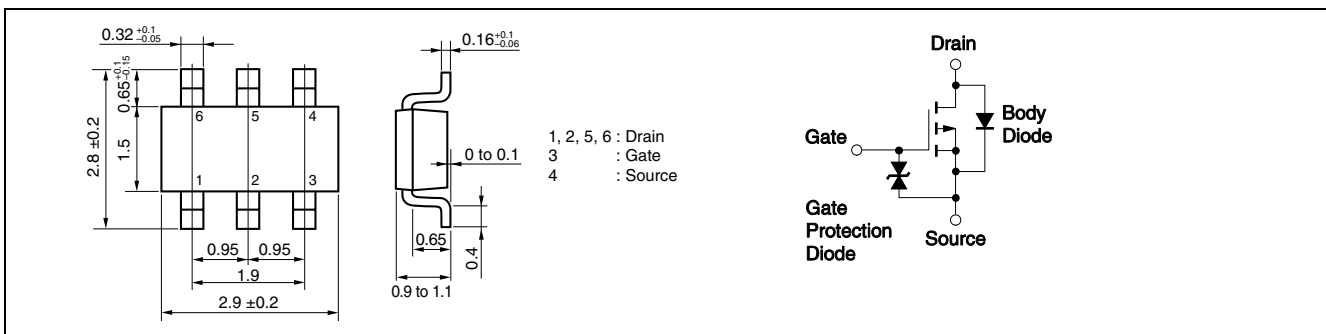 0.32 +0.1 −0.05
0.65 +0.1 −0.15
2.8 ±0.2
1.5
6 5 4
1 2 3
0.95 0.95
1.9
2.9 ±0.2
0.16 +0.1 −0.06
0 to 0.1
0.65
0.4
0.9 to 1.1
1, 2, 5, 6 : Drain
3 : Gate
4 : Source
Drain
Body
Diode
Gate
Gate
Protection
Diode
Source